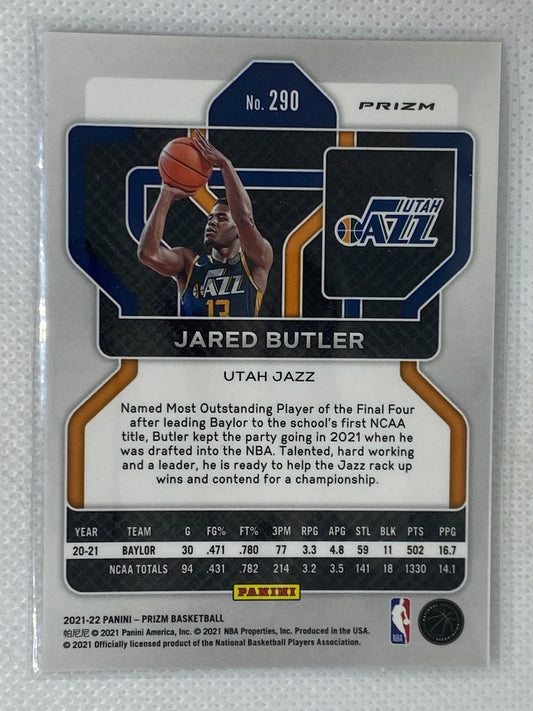 No. 290
PRIZM
UTAH
JAZZ
JAZZ
13
JARED BUTLER
UTAH JAZZ
Named Most Outstanding Player of the Final Four
after leading Baylor to the school's first NCAA
title, Butler kept the party going in 2021 when he
was drafted into the NBA. Talented, hard working
and a leader, he is ready to help the Jazz rack up
wins and contend for a championship.
YEAR TEAM G FG% FT% 3PM RPG APG STL BLK PTS PPG
20-21 BAYLOR 30 .471 .780 77 3.3 4.8 59 11 502 16.7
NCAA TOTALS 94 .431 .782 214 3.2 3.5 141 18 1330 14.1
PANINI
2021-22 PANINI – PRIZM BASKETBALL
帕尼尼 © 2021 Panini America, Inc. © 2021 NBA Properties, Inc. Produced in the USA.
© 2021 Officially licensed product of the National Basketball Players Association.
NBA